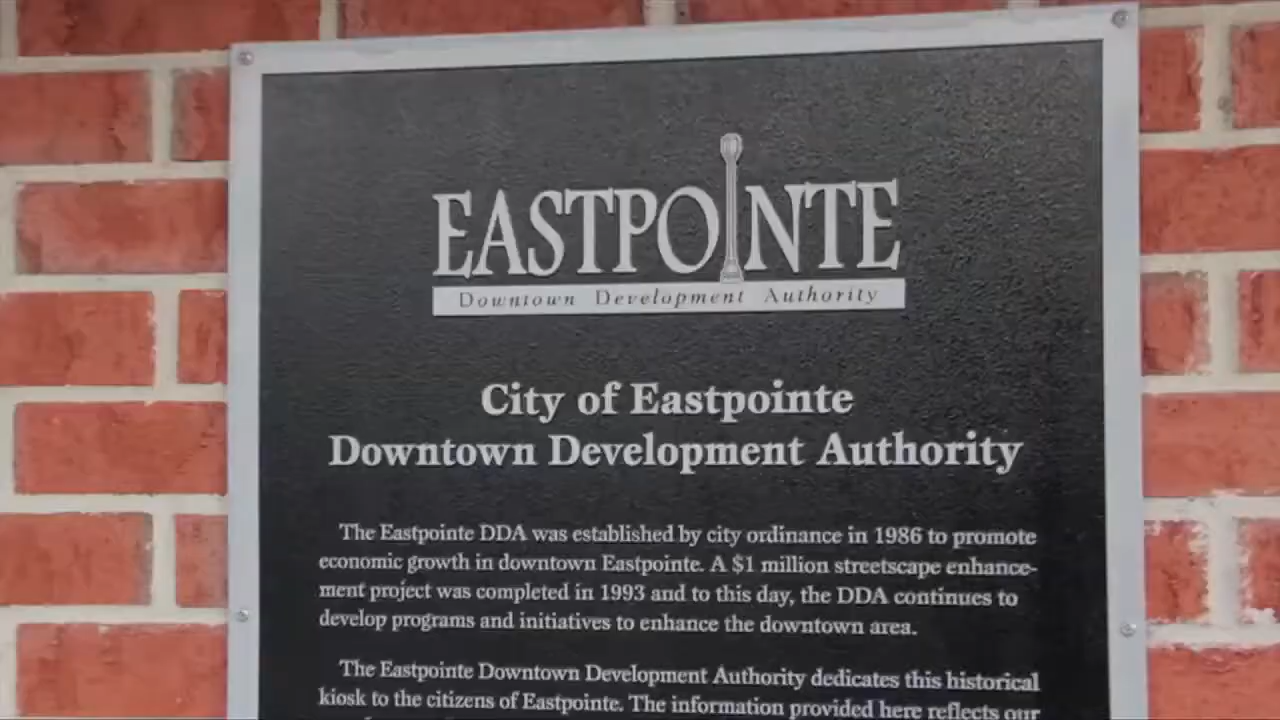 EASTPOINTE
Downtown Development Authority
City of Eastpointe
Downtown Development Authority
The Eastpointe DDA was established by city ordinance in 1986 to promote
economic growth in downtown Eastpointe. A $1 million streetscape enhance-
ment project was completed in 1993 and to this day, the DDA continues to
develop programs and initiatives to enhance the downtown area.
The Eastpointe Downtown Development Authority dedicates this historical
kiosk to the citizens of Eastpointe. The information provided here reflects our